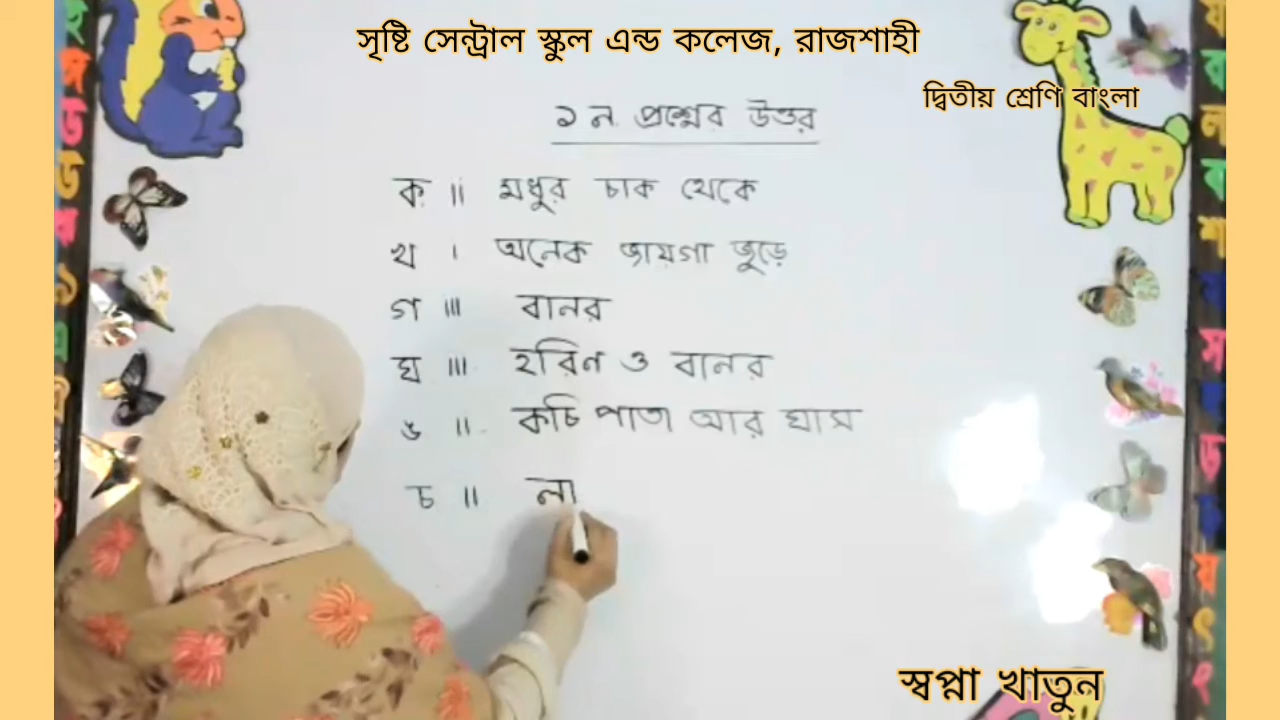 সৃষ্টি সেন্ট্রাল স্কুল এন্ড কলেজ, রাজশাহী
দ্বিতীয় শ্রেণি বাংলা
১ ন. প্রশ্নের উত্তর
ক ॥ মধুর চাক থেকে
খ । অনেক জায়গা জুড়ে
গ ।।। বানর
ঘ ।।। হরিণ ও বানর
ঙ ॥ কচি পাতা আর ঘাস
চ ॥ লা
স্বপ্না খাতুন